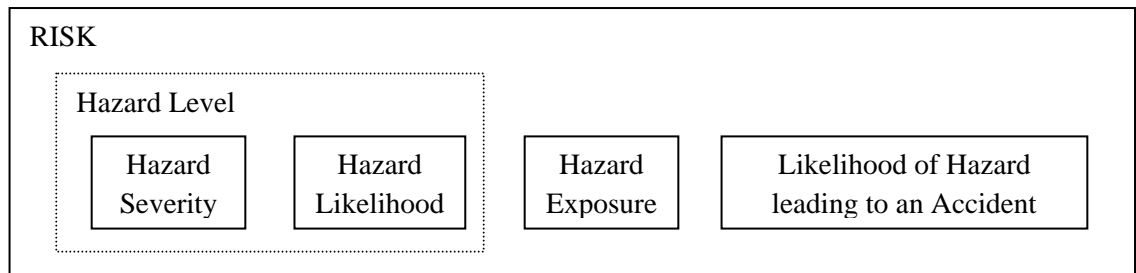 RISK
Hazard Level
Hazard
Severity
Hazard
Likelihood
Hazard
Exposure
Likelihood of Hazard
leading to an Accident